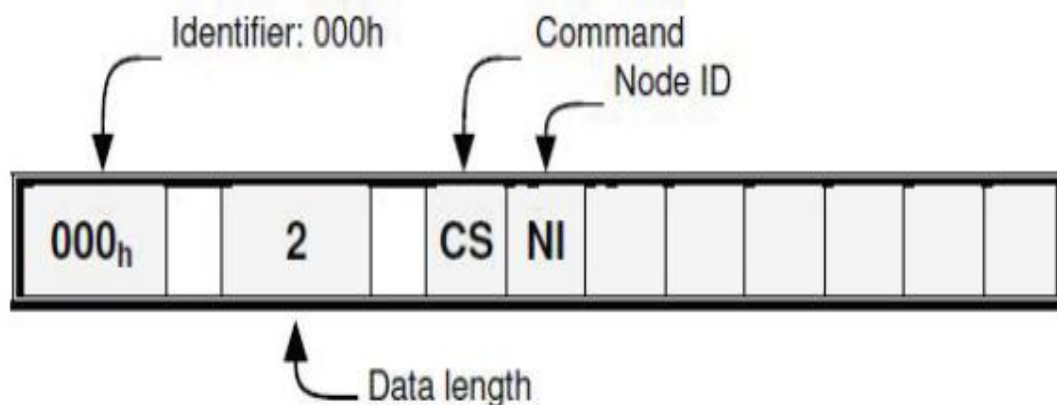 Identifier: 000h
Command
Node ID
000h
2
CS
NI
Data length